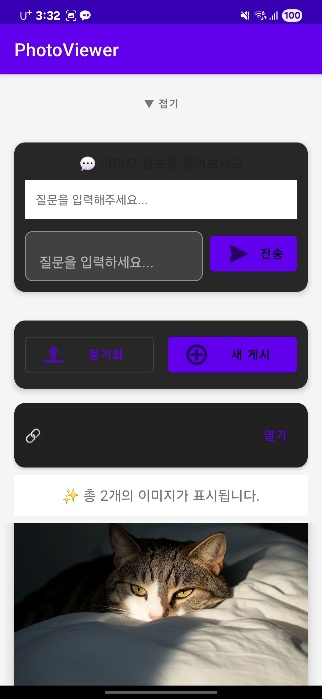 U+ 3:32 100
PhotoViewer
▼ 접기
💬 이미지 정보를 물어보세요
질문을 입력해주세요...
질문을 입력하세요...
전송
동기화
새 게시
🔗 열기
✨ 총 2개의 이미지가 표시됩니다.